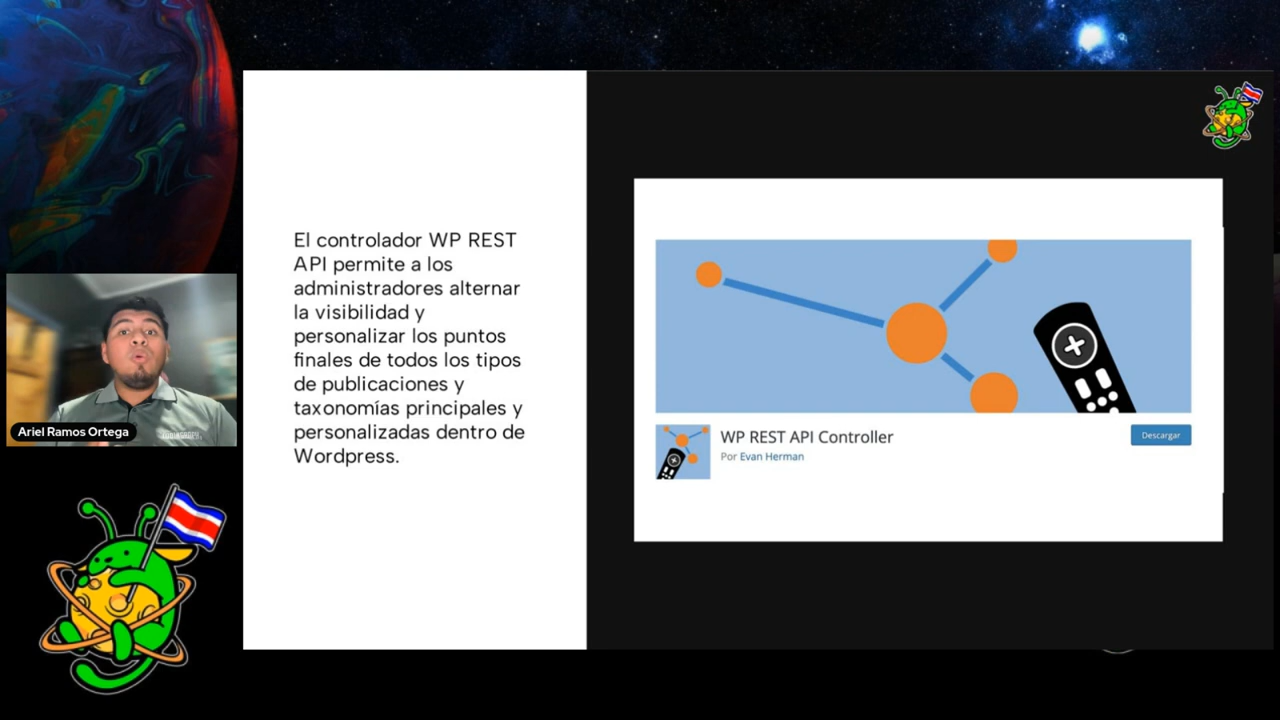 El controlador WP REST
API permite a los
administradores alternar
la visibilidad y
personalizar los puntos
finales de todos los tipos
de publicaciones y
taxonomías principales y
personalizadas dentro de
Wordpress.
WP REST API Controller
Por Evan Herman
Descargar
Ariel Ramos Ortega